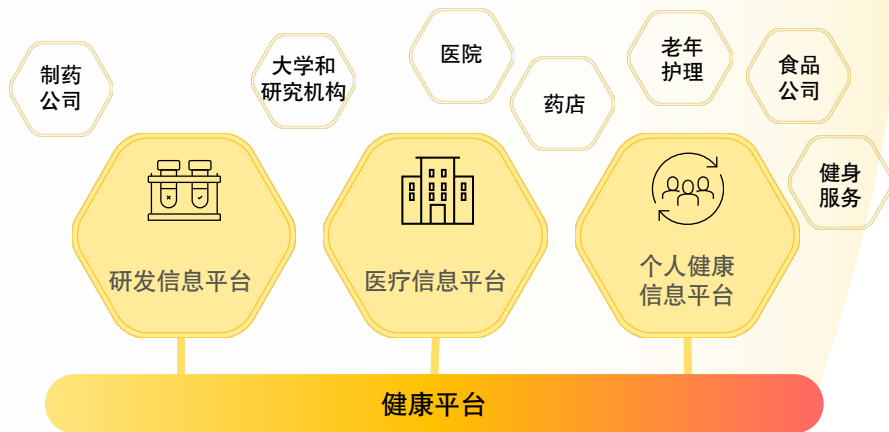 制药
公司
大学和
研究机构
医院
药店
老年
护理
食品
公司
健身
服务
研发信息平台
医疗信息平台
个人健康
信息平台
健康平台